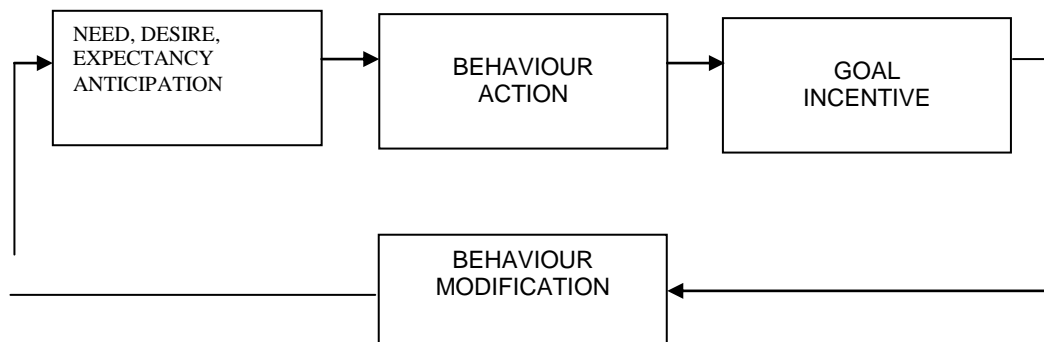 NEED, DESIRE,
EXPECTANCY
ANTICIPATION
BEHAVIOUR
ACTION
GOAL
INCENTIVE
BEHAVIOUR
MODIFICATION